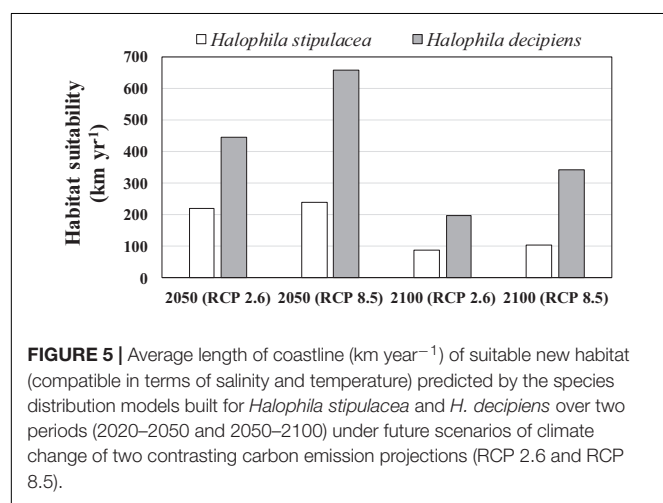 Halophila stipulacea Halophila decipiens
Habitat suitability
(km yr⁻¹)
700
600
500
400
300
200
100
0
2050 (RCP 2.6) 2050 (RCP 8.5) 2100 (RCP 2.6) 2100 (RCP 8.5)
FIGURE 5 | Average length of coastline (km year⁻¹) of suitable new habitat
(compatible in terms of salinity and temperature) predicted by the species
distribution models built for Halophila stipulacea and H. decipiens over two
periods (2020–2050 and 2050–2100) under future scenarios of climate
change of two contrasting carbon emission projections (RCP 2.6 and RCP
8.5).